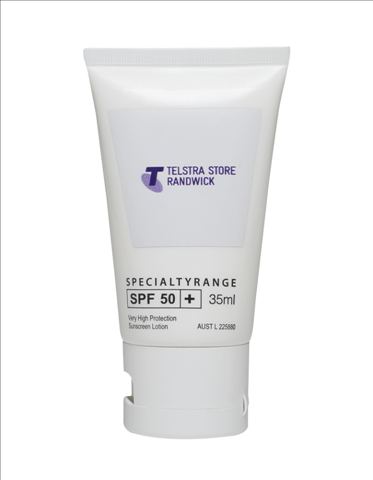 T TELSTRA STORE
RANDWICK
SPECIALTYRANGE
SPF 50 + 35ml
Very High Protection
Sunscreen Lotion AUST L 225880